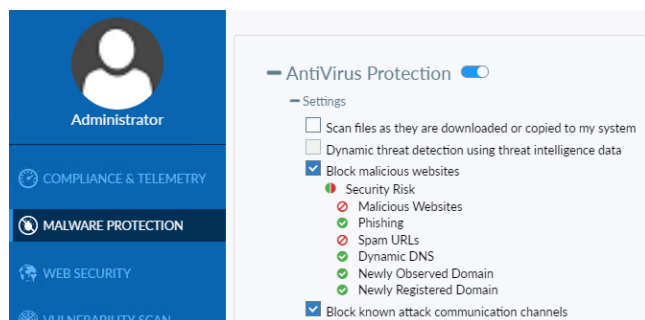 Administrator
COMPLIANCE & TELEMETRY
MALWARE PROTECTION
WEB SECURITY
VULNERABILITY SCAN
AntiVirus Protection
Settings
Scan files as they are downloaded or copied to my system
Dynamic threat detection using threat intelligence data
Block malicious websites
Security Risk
Malicious Websites
Phishing
Spam URLs
Dynamic DNS
Newly Observed Domain
Newly Registered Domain
Block known attack communication channels